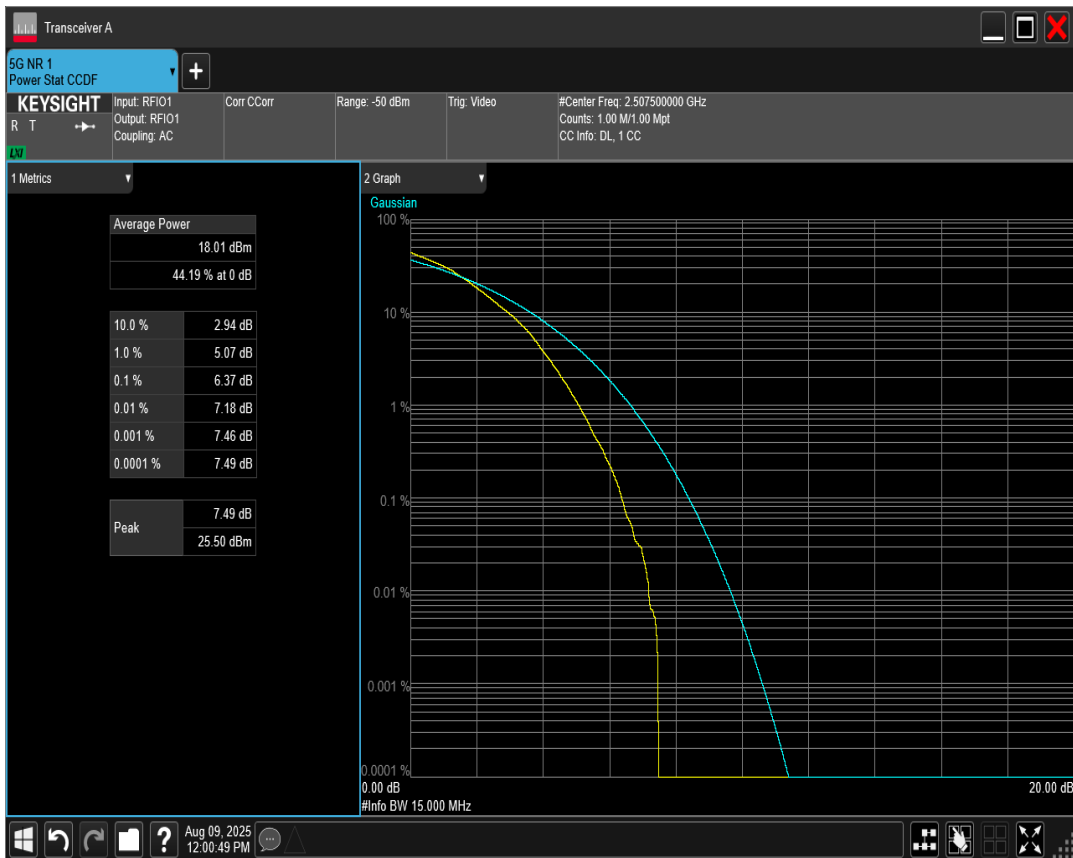 Transceiver A
5G NR 1
Power Stat CCDF
KEYSIGHT
R T
LXI
Input: RFIO1
Output: RFIO1
Coupling: AC
Corr CCorr
Range: -50 dBm
Trig: Video
#Center Freq: 2.507500000 GHz
Counts: 1.00 M/1.00 Mpt
CC Info: DL, 1 CC
1 Metrics
Average Power
18.01 dBm
44.19 % at 0 dB
10.0 % 2.94 dB
1.0 % 5.07 dB
0.1 % 6.37 dB
0.01 % 7.18 dB
0.001 % 7.46 dB
0.0001 % 7.49 dB
Peak
7.49 dB
25.50 dBm
2 Graph
Gaussian
100 %
10 %
1 %
0.1 %
0.01 %
0.001 %
0.0001 %
0.00 dB 20.00 dB
#Info BW 15.000 MHz
?
Aug 09, 2025
12:00:49 PM